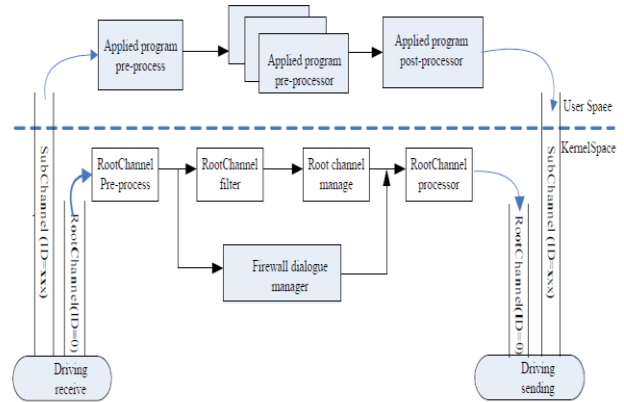 Applied program
pre-process
Applied program
pre-processor
Applied program
post-processor
User Space
KernelSpace
SubChannel (ID=xxx)
RootChannel(ID=0)
RootChannel
Pre-process
RootChannel
filter
Root channel
manage
RootChannel
processor
Firewall dialogue
manager
RootChannel(ID=0)
SubChannel (ID=xxx)
Driving
receive
Driving
sending